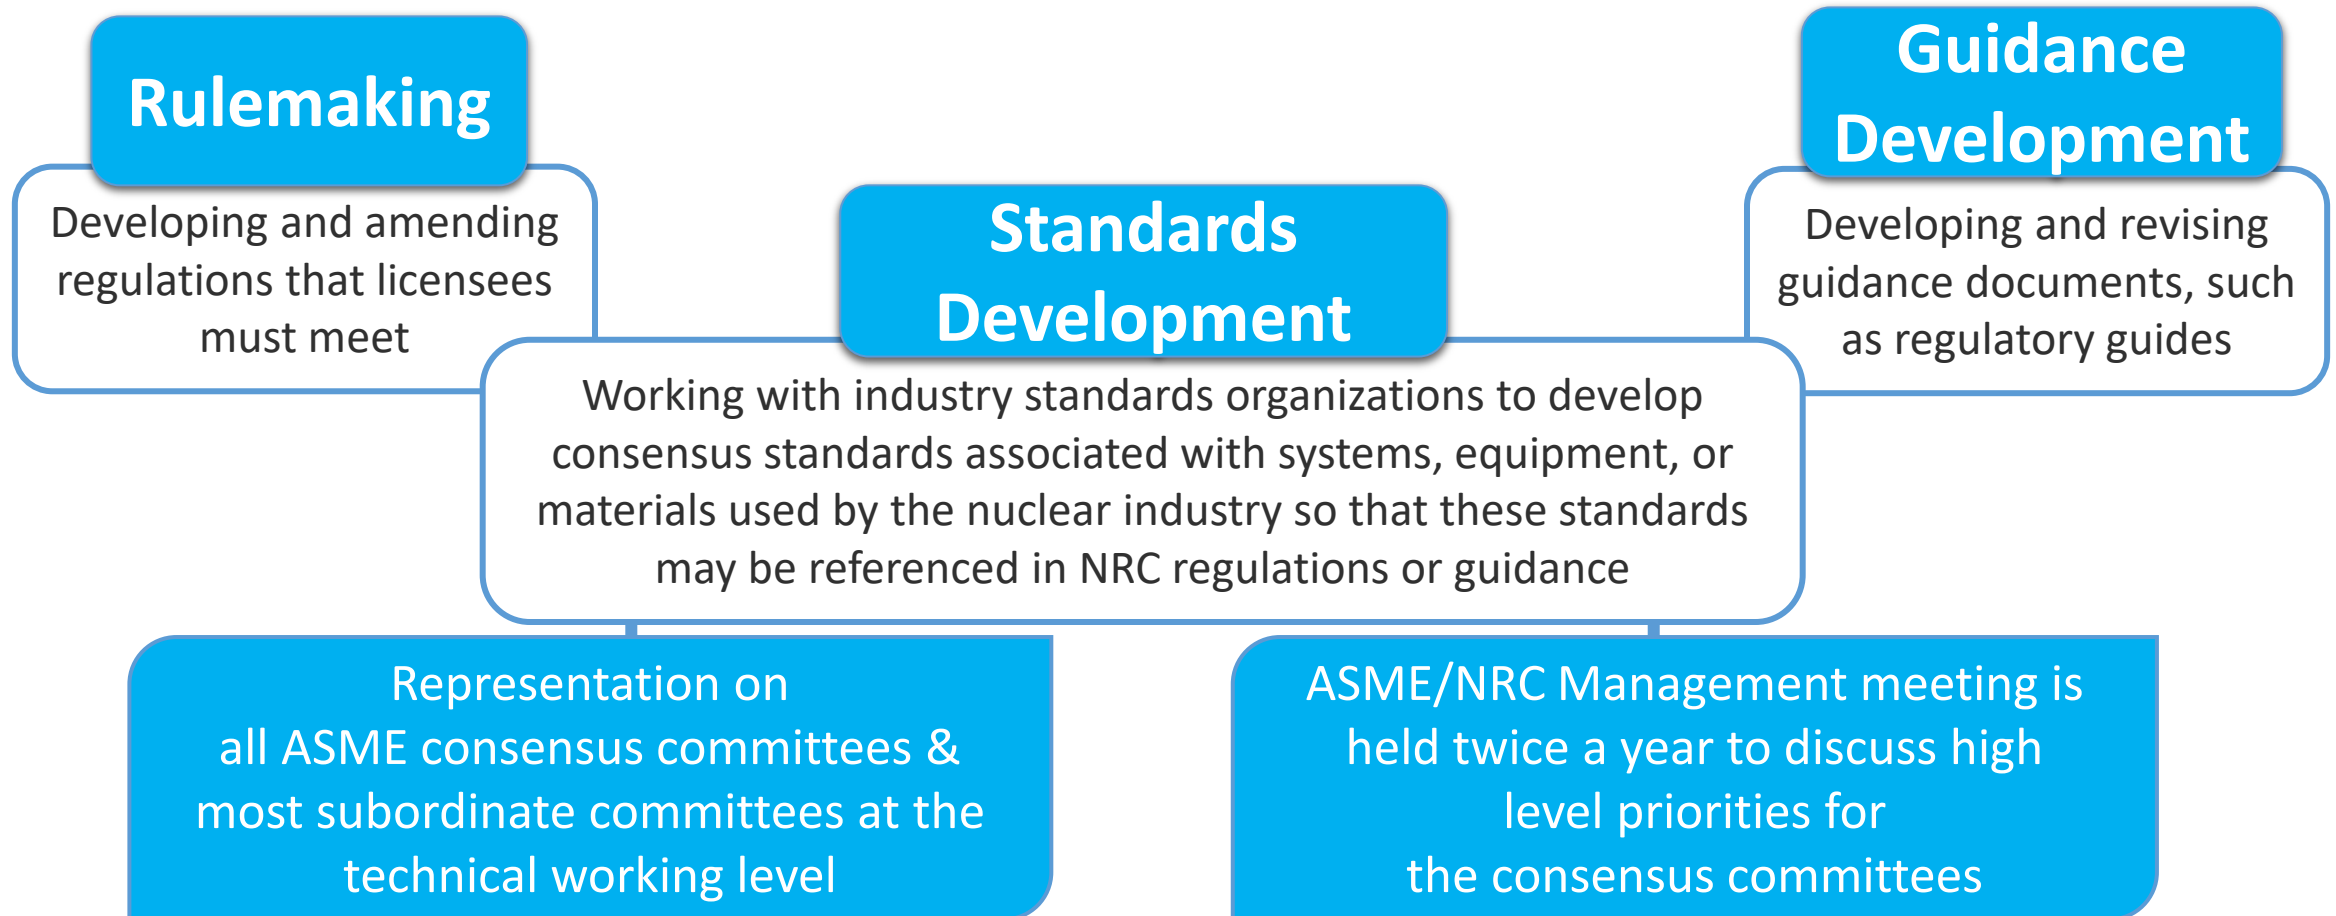 Rulemaking
Developing and amending
regulations that licensees
must meet
Standards
Development
Working with industry standards organizations to develop
consensus standards associated with systems, equipment, or
materials used by the nuclear industry so that these standards
may be referenced in NRC regulations or guidance
Guidance
Development
Developing and revising
guidance documents, such
as regulatory guides
Representation on
all ASME consensus committees &
most subordinate committees at the
technical working level
ASME/NRC Management meeting is
held twice a year to discuss high
level priorities for
the consensus committees